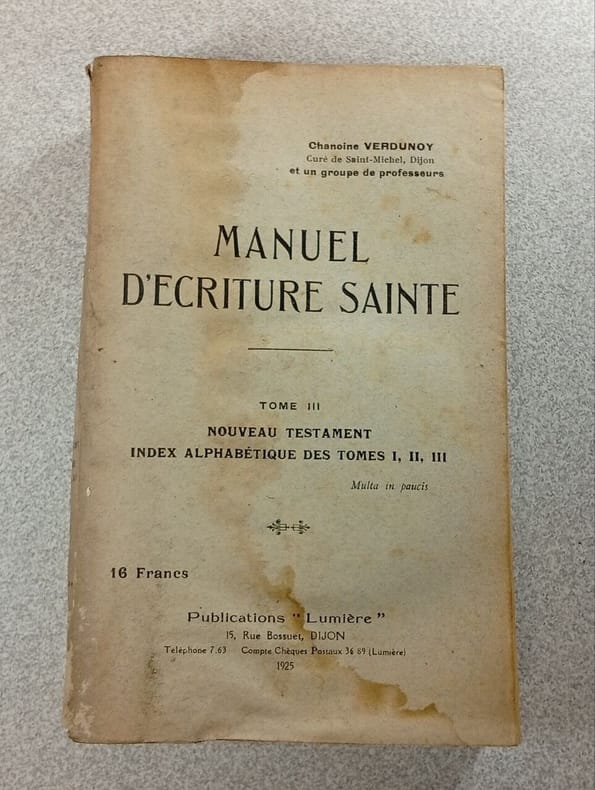 Chanoine VERDUNOY
Curé de Saint-Michel, Dijon
et un groupe de professeurs
MANUEL
D'ECRITURE SAINTE
TOME III
NOUVEAU TESTAMENT
INDEX ALPHABÉTIQUE DES TOMES I, II, III
Multa in paucis
16 Francs
Publications "Lumière"
15, Rue Bossuet, DIJON
Téléphone 7.63 Compte Chèques Postaux 36 89 (Lumière)
1925